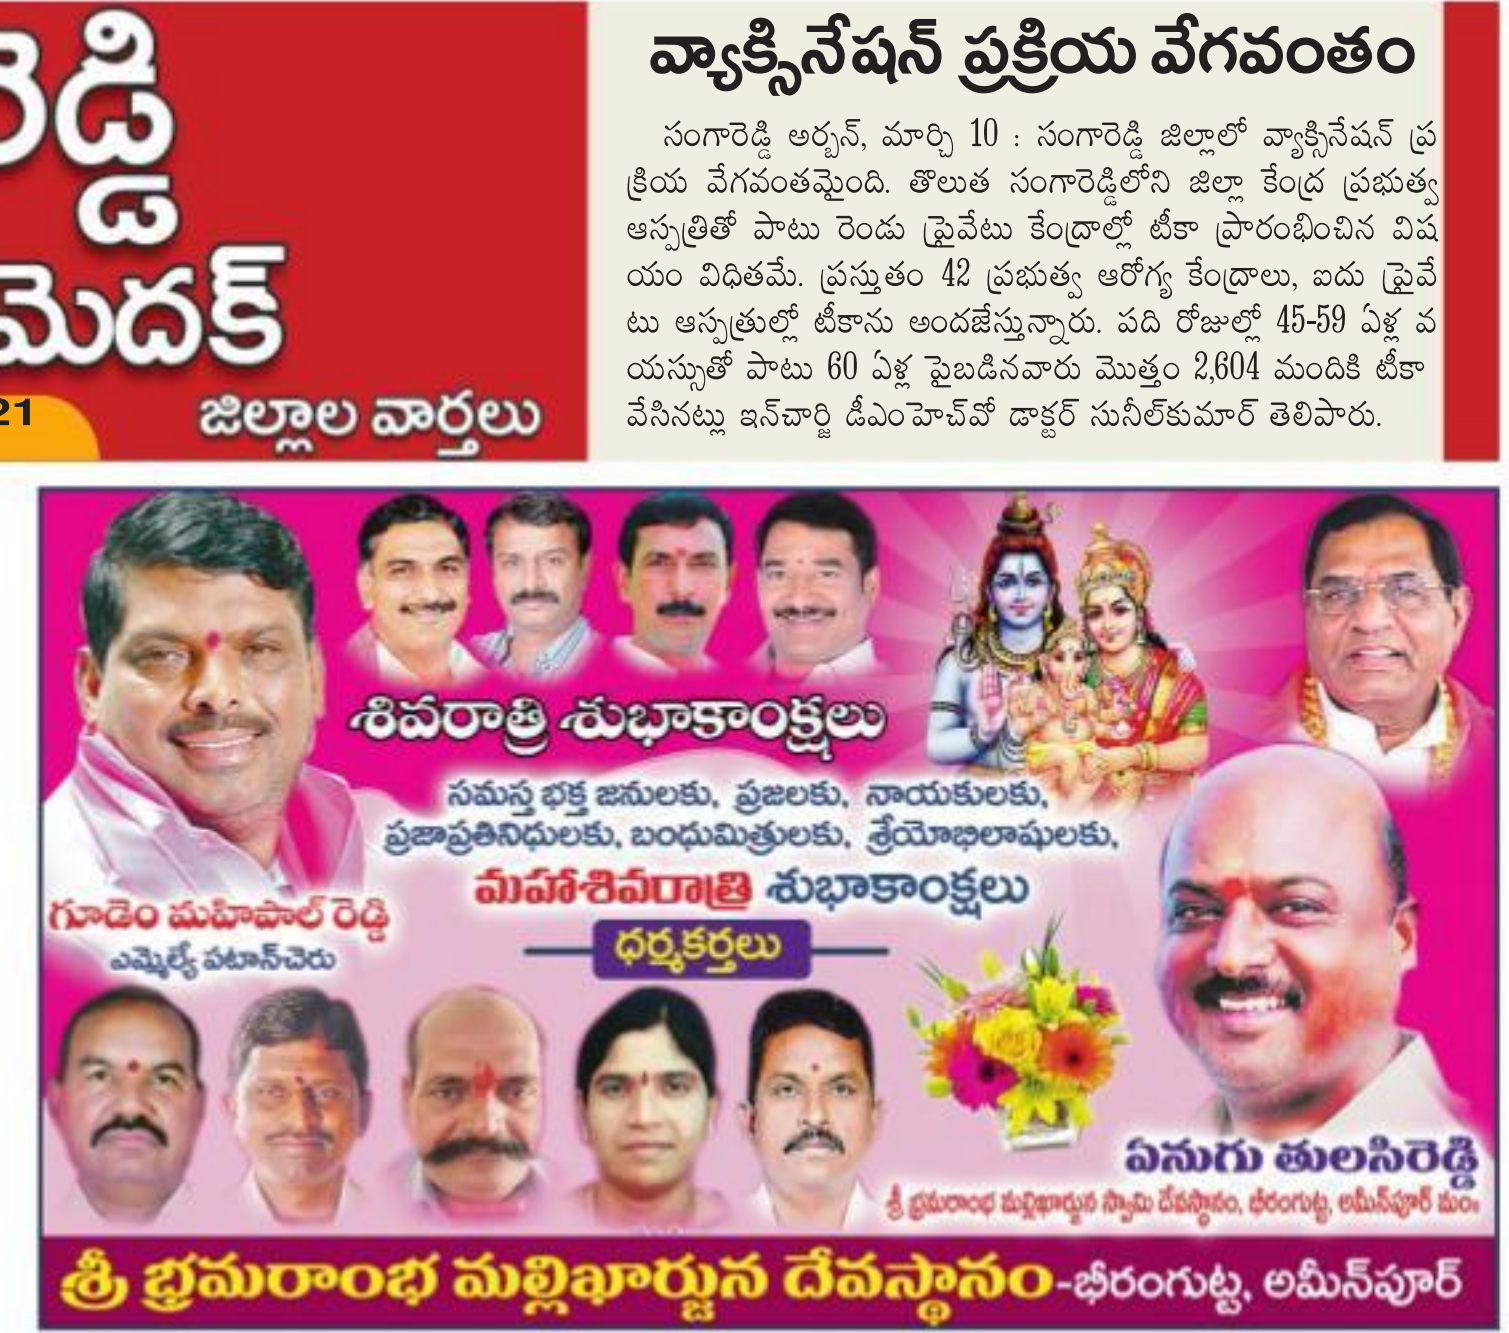 రెడ్డి
మెదక్
21
జిల్లాల వార్తలు
వ్యాక్సినేషన్ ప్రక్రియ వేగవంతం
సంగారెడ్డి అర్బన్, మార్చి 10 : సంగారెడ్డి జిల్లాలో వ్యాక్సినేషన్ ప్ర
క్రియ వేగవంతమైంది. తొలుత సంగారెడ్డిలోని జిల్లా కేంద్ర ప్రభుత్వ
ఆస్పత్రితో పాటు రెండు ప్రైవేటు కేంద్రాల్లో టీకా ప్రారంభించిన విష
యం విధితమే. ప్రస్తుతం 42 ప్రభుత్వ ఆరోగ్య కేంద్రాలు, ఐదు ప్రైవే
టు ఆస్పత్రుల్లో టీకాను అందజేస్తున్నారు. పది రోజుల్లో 45-59 ఏళ్ల వ
యస్సుతో పాటు 60 ఏళ్ల పైబడినవారు మొత్తం 2,604 మందికి టీకా
వేసినట్లు ఇన్‌చార్జి డీఎంహెచ్‌వో డాక్టర్ సునీల్‌కుమార్ తెలిపారు.
శివరాత్రి శుభాకాంక్షలు
సమస్త భక్త జనులకు, ప్రజలకు, నాయకులకు,
ప్రజాప్రతినిధులకు, బంధుమిత్రులకు, శ్రేయోభిలాషులకు,
మహాశివరాత్రి శుభాకాంక్షలు
గూడెం మహిపాల్ రెడ్డి
ఎమ్మెల్యే పటాన్‌చెరు
ధర్మకర్తలు
ఏనుగు తులసిరెడ్డి
శ్రీ భ్రమరాంభ మల్లిఖార్జున స్వామి దేవస్థానం, భీరంగుట్ట, అమీన్‌పూర్ మం॥
శ్రీ భ్రమరాంభ మల్లిఖార్జున దేవస్థానం-భీరంగుట్ట, అమీన్‌పూర్